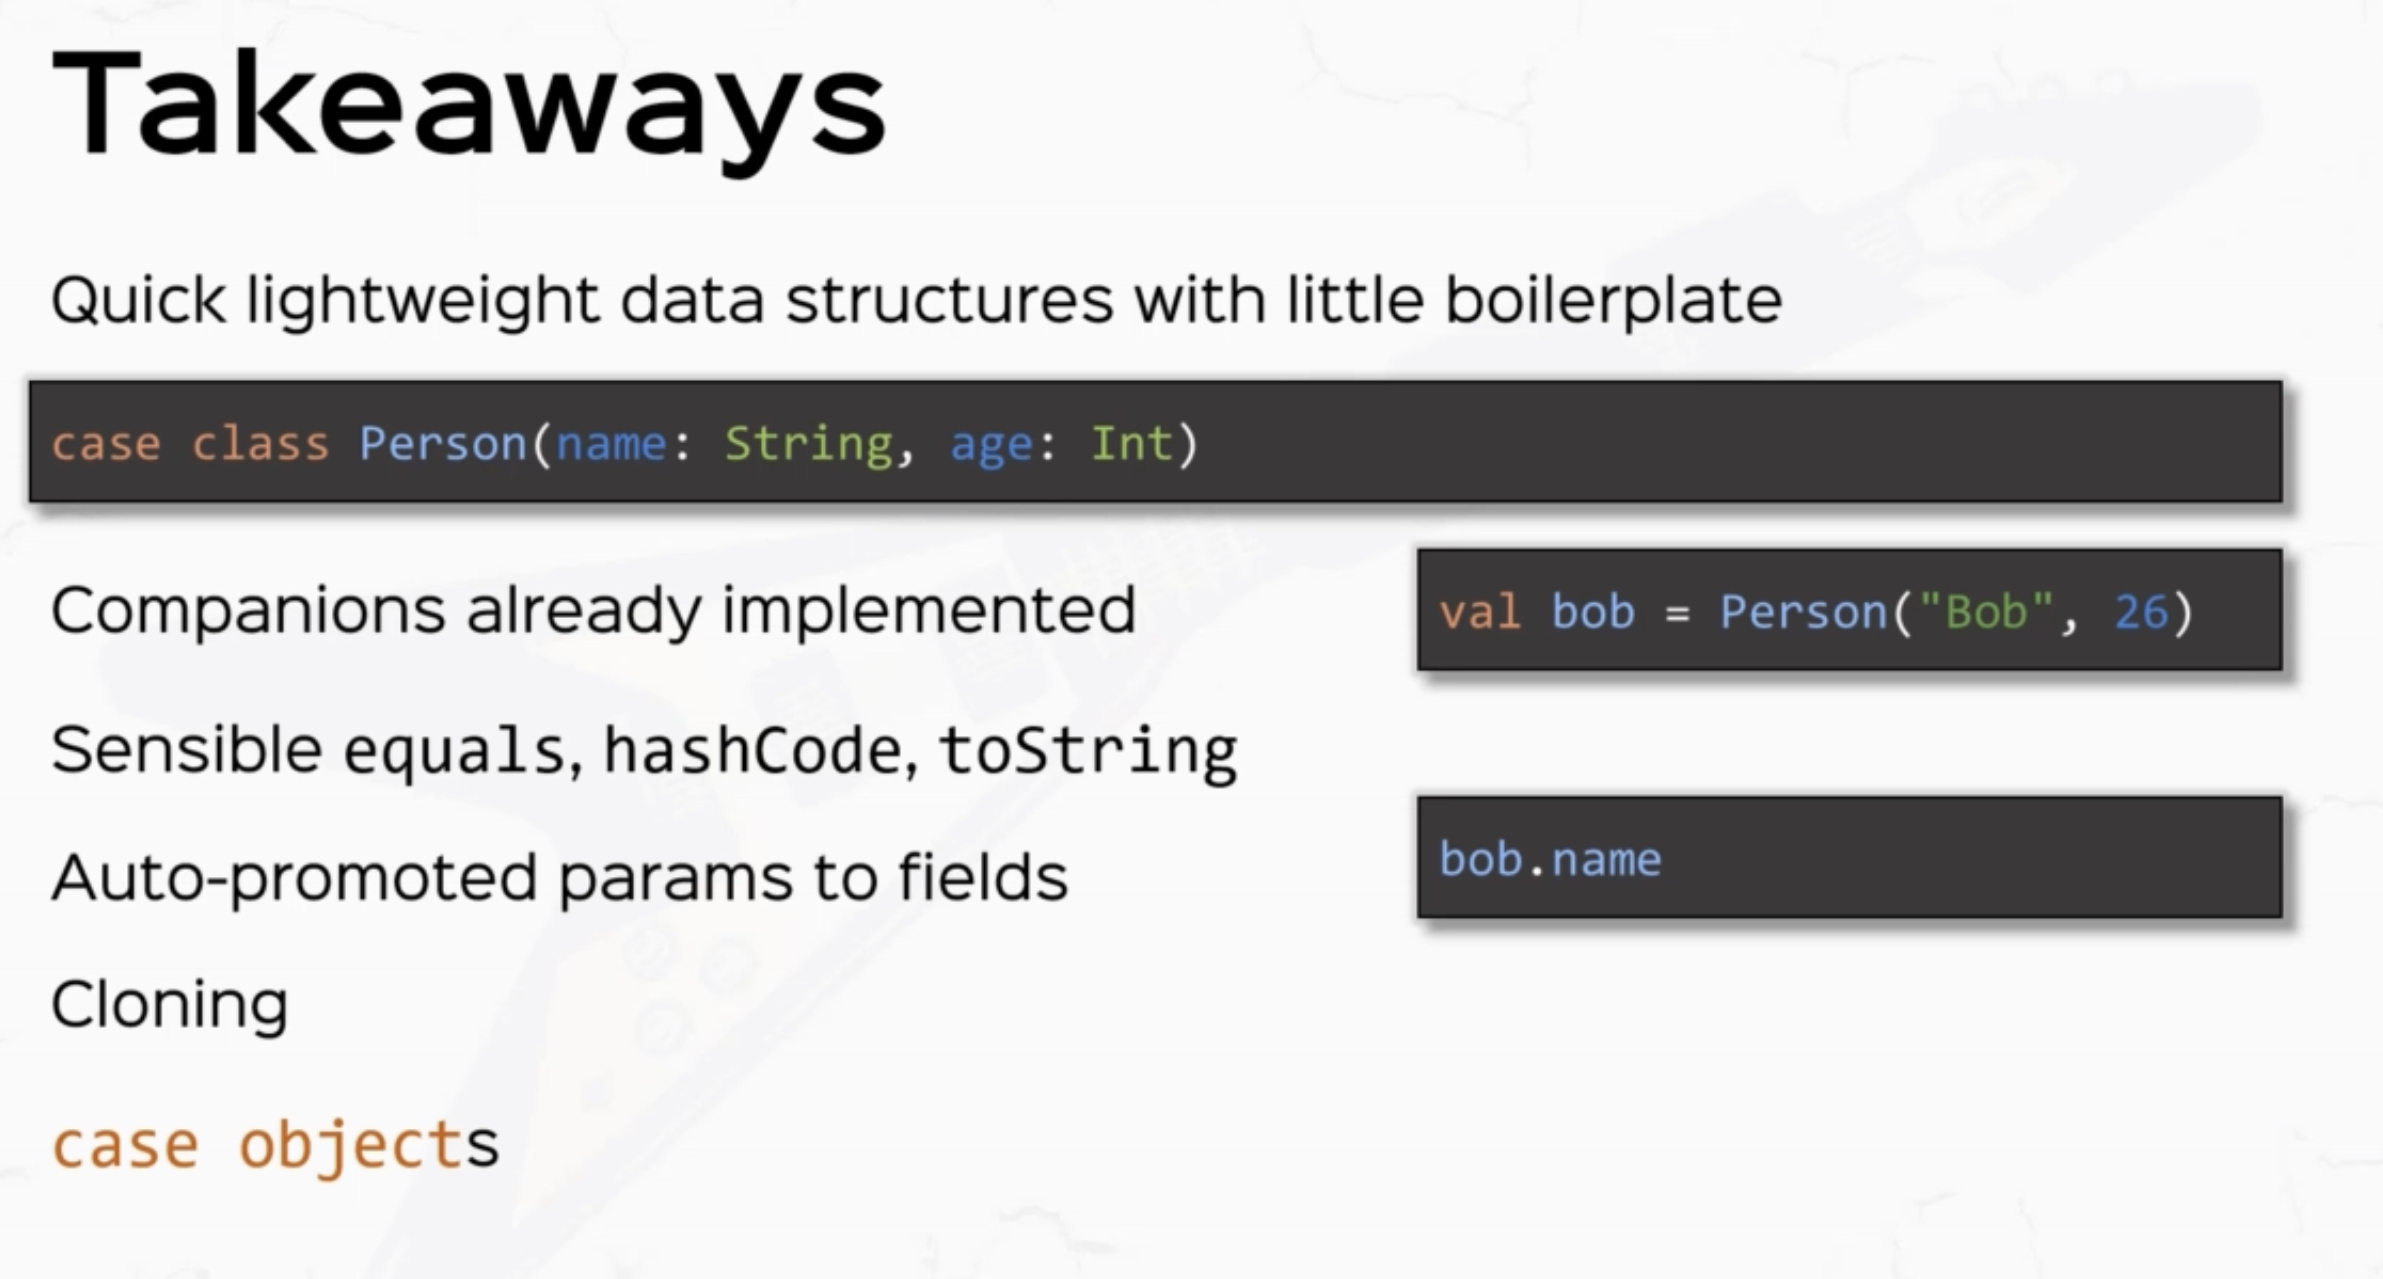 Takeaways
Quick lightweight data structures with little boilerplate
case class Person(name: String, age: Int)
Companions already implemented
val bob = Person("Bob", 26)
Sensible equals, hashCode, toString
Auto-promoted params to fields
bob.name
Cloning
case objects